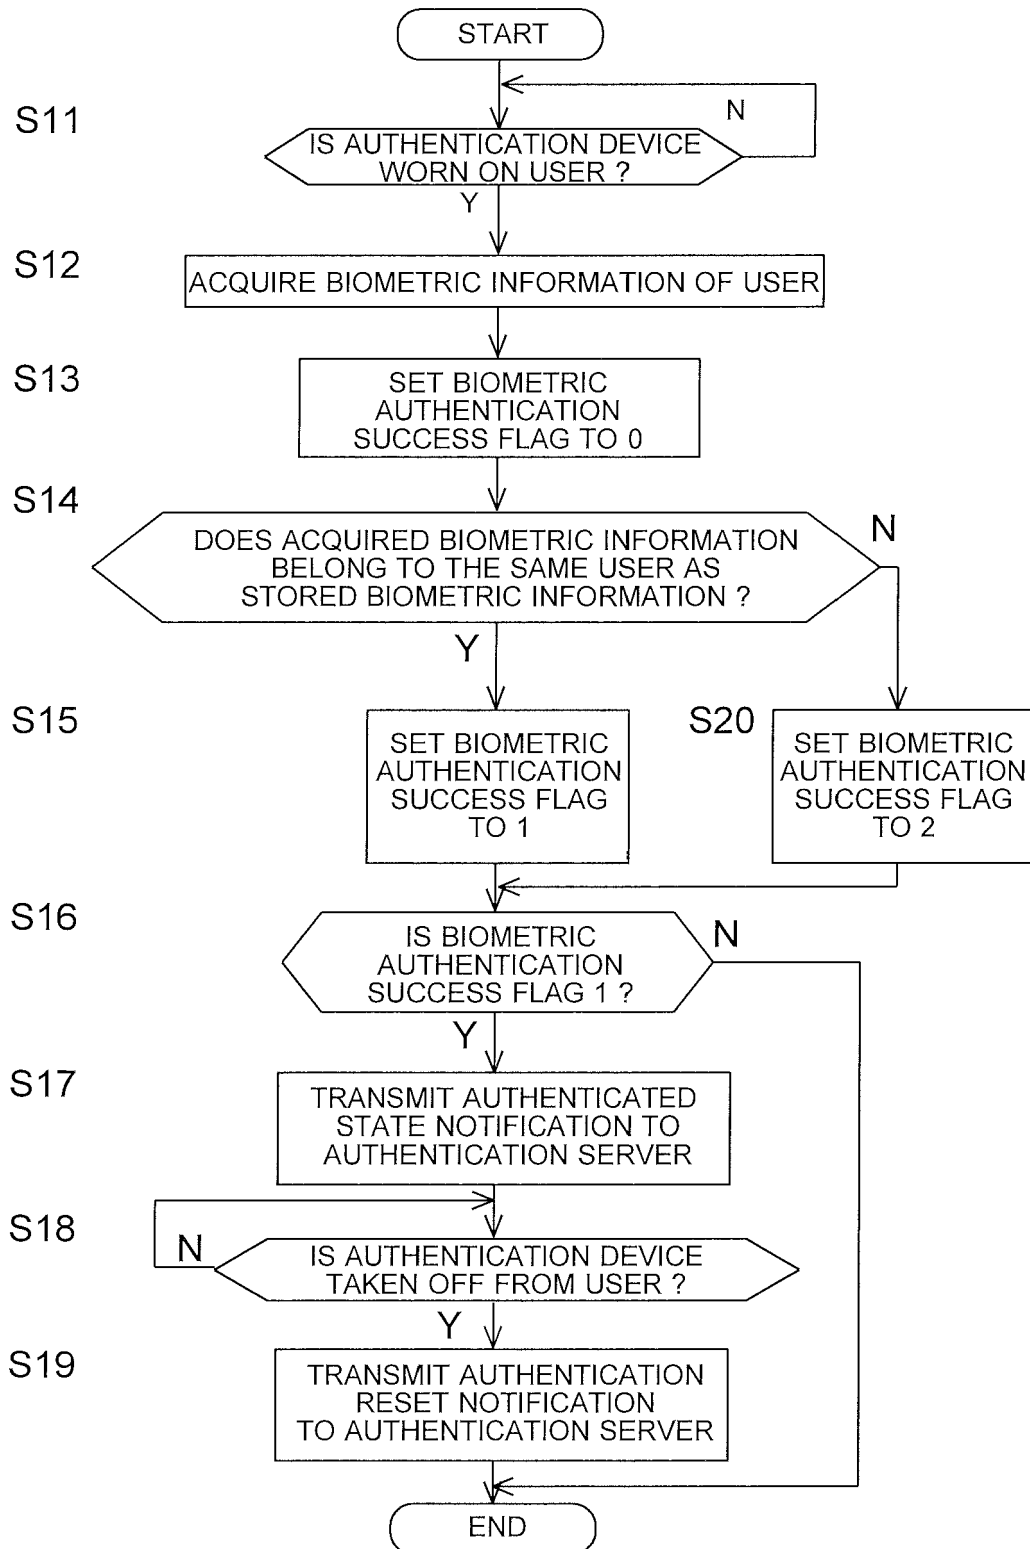 START
N
S11
IS AUTHENTICATION DEVICE
WORN ON USER ?
Y
S12
ACQUIRE BIOMETRIC INFORMATION OF USER
S13
SET BIOMETRIC
AUTHENTICATION
SUCCESS FLAG TO 0
S14
DOES ACQUIRED BIOMETRIC INFORMATION
BELONG TO THE SAME USER AS
STORED BIOMETRIC INFORMATION ?
N
Y
S15
SET BIOMETRIC
AUTHENTICATION
SUCCESS FLAG
TO 1
S20
SET BIOMETRIC
AUTHENTICATION
SUCCESS FLAG
TO 2
S16
IS BIOMETRIC
AUTHENTICATION
SUCCESS FLAG 1 ?
N
Y
S17
TRANSMIT AUTHENTICATED
STATE NOTIFICATION TO
AUTHENTICATION SERVER
S18
N
IS AUTHENTICATION DEVICE
TAKEN OFF FROM USER ?
Y
S19
TRANSMIT AUTHENTICATION
RESET NOTIFICATION
TO AUTHENTICATION SERVER
END